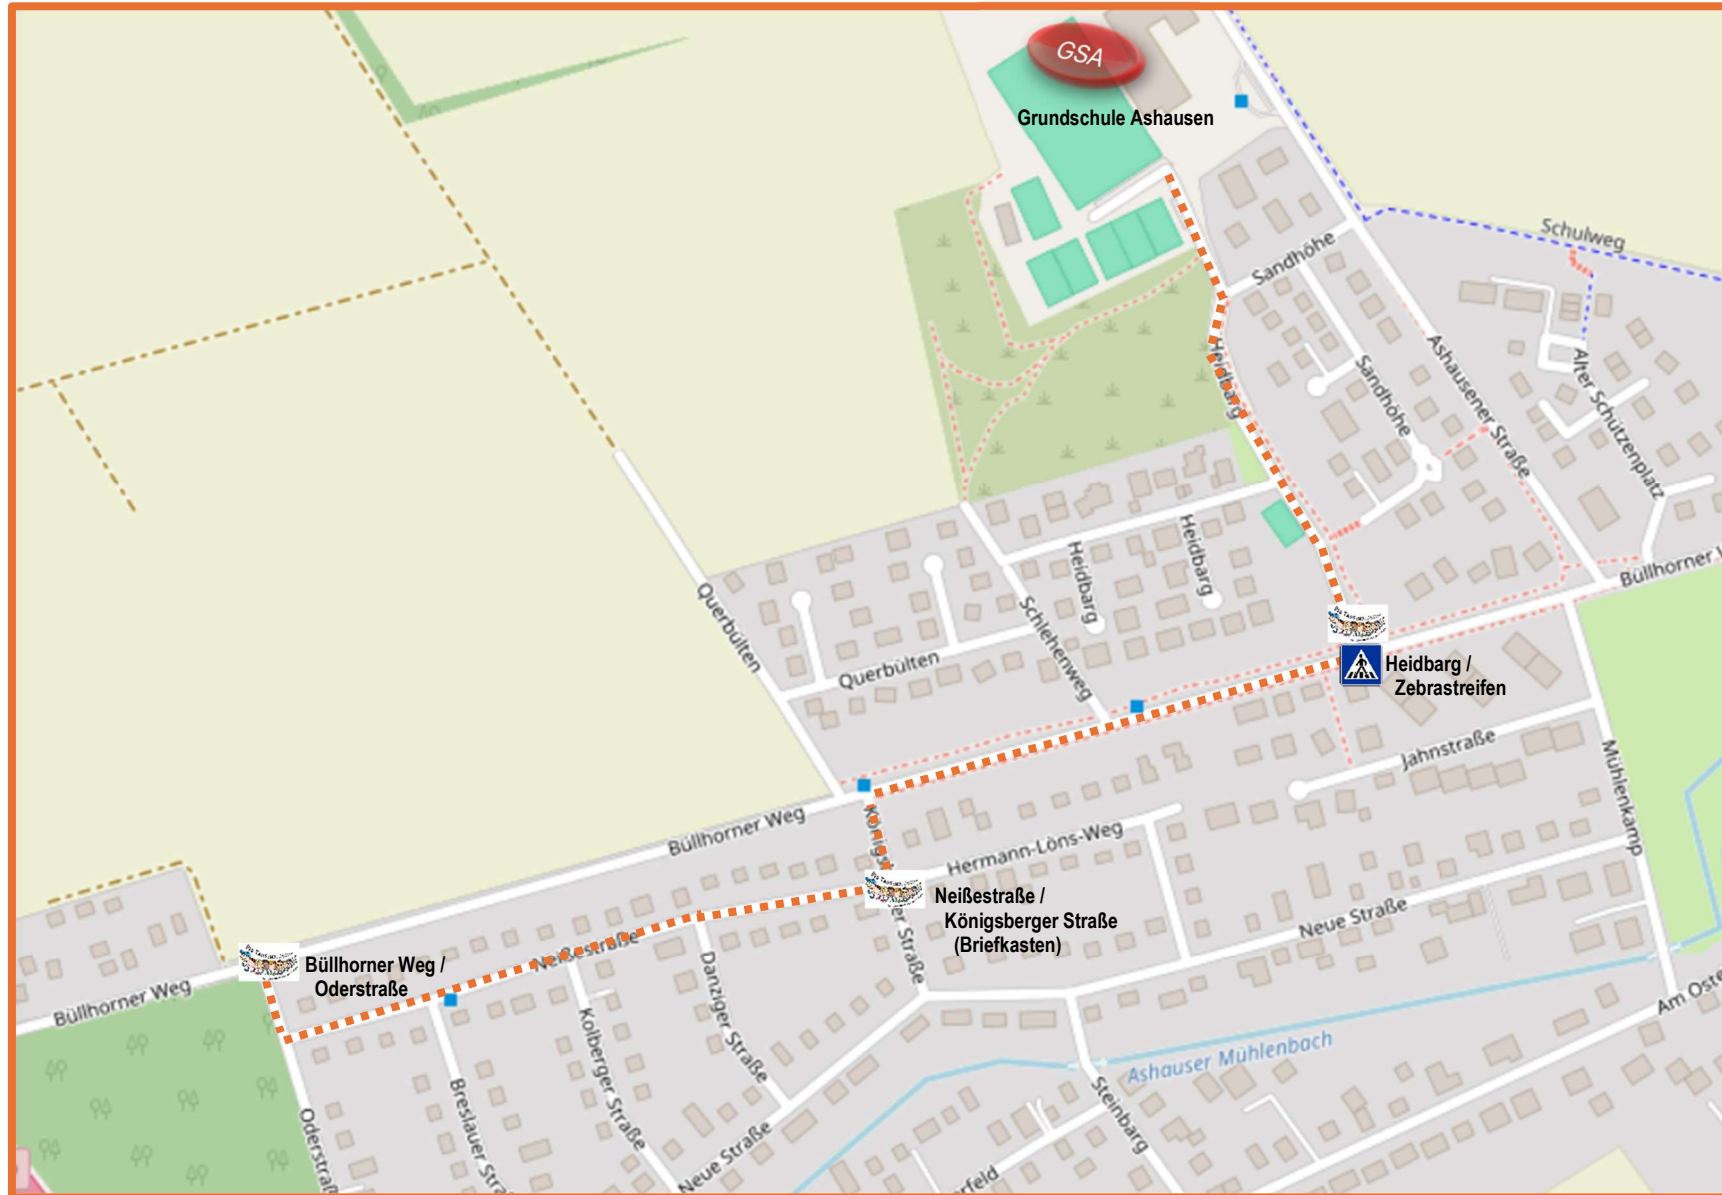 GSA
Grundschule Ashausen
Schulweg
Sandhöhe
Heidbarg
Sandhöhe
Ashausener Straße
Alter Schützenplatz
Büllhorner
Heidbarg
Heidbarg
Schlehenweg
Querbülten
Querbülten
Heidbarg /
Zebrastreifen
Jahnstraße
Mühlenkamp
Büllhorner Weg
Hermann-Löns-Weg
Neißestraße /
Königsberger Straße
(Briefkasten)
Neue Straße
Neißestraße
Büllhorner Weg /
Oderstraße
Büllhorner Weg
Danziger Straße
Kolberger Straße
Breslauer
Neue Straße
Ashauser Mühlenbach
Steinbarg
Am